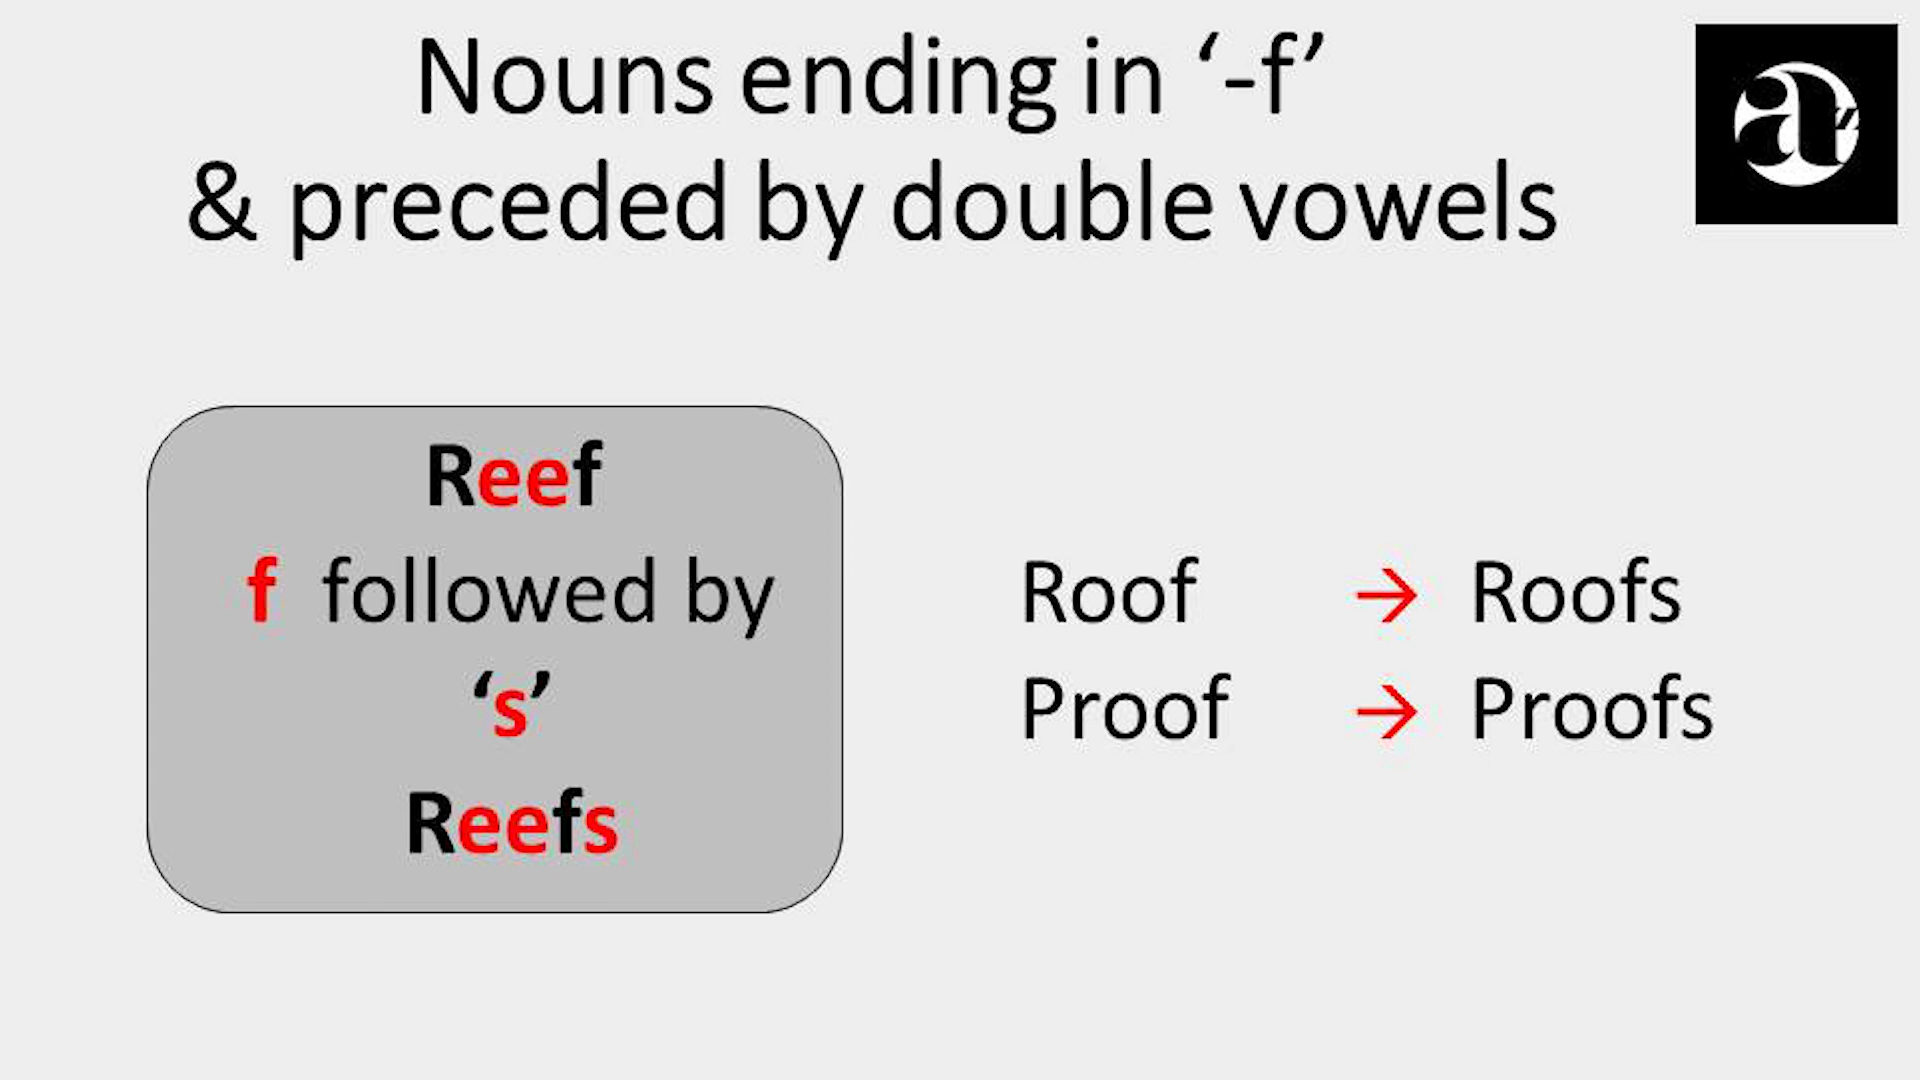 Nouns ending in ‘-f’
& preceded by double vowels
Reef
f followed by
‘s’
Reefs
Roof → Roofs
Proof → Proofs